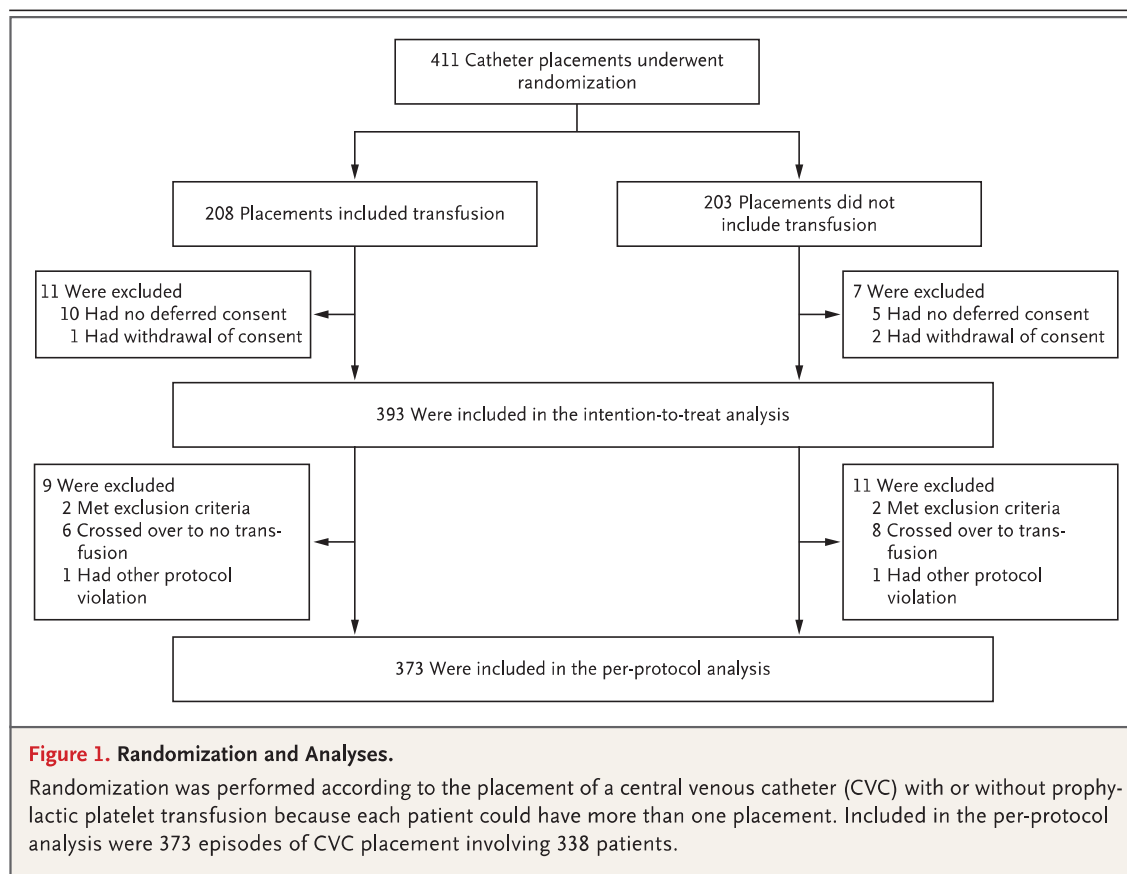 411 Catheter placements underwent
randomization
208 Placements included transfusion
203 Placements did not
include transfusion
11 Were excluded
10 Had no deferred consent
1 Had withdrawal of consent
7 Were excluded
5 Had no deferred consent
2 Had withdrawal of consent
393 Were included in the intention-to-treat analysis
9 Were excluded
2 Met exclusion criteria
6 Crossed over to no trans-
fusion
1 Had other protocol
violation
11 Were excluded
2 Met exclusion criteria
8 Crossed over to trans-
fusion
1 Had other protocol
violation
373 Were included in the per-protocol analysis
Figure 1. Randomization and Analyses.
Randomization was performed according to the placement of a central venous catheter (CVC) with or without prophy-
lactic platelet transfusion because each patient could have more than one placement. Included in the per-protocol
analysis were 373 episodes of CVC placement involving 338 patients.